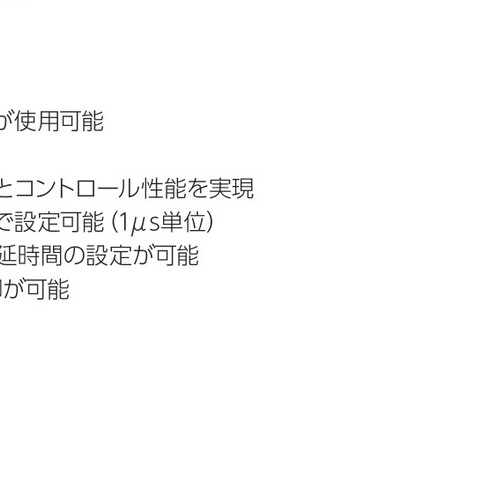 が使用可能
とコントロール性能を実現
で設定可能（1μs単位）
延時間の設定が可能
が可能